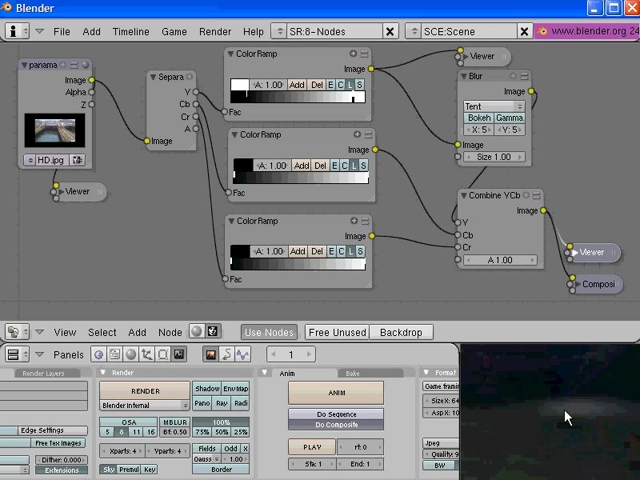 Blender
File Add Timeline Game Render Help SR:8-Nodes SCE:Scene www.blender.org 24
panama
Image
Alpha
Z
HD.jpg
Viewer
Separa
Y
Cb
Cr
A
Image
ColorRamp
Image
A: 1.00 Add Del E C L S
Fac
ColorRamp
Image
A: 1.00 Add Del E C L S
Fac
ColorRamp
Image
A: 1.00 Add Del E C L S
Fac
Viewer
Blur
Tent
Bokeh Gamma
X: 5 Y: 5
Image
Size 1.00
Combine YCb
Image
Y
Cb
Cr
A 1.00
Viewer
Composi
View Select Add Node Use Nodes Free Unused Backdrop
Panels 1
Render Layers
Edge Settings
Free Tex Images
Dither: 0.000
Extensions
Render
RENDER
Blender Internal
OSA MBLUR 100%
5 8 11 16 Bf: 0.50 75% 50% 25%
Xparts: 4 Yparts: 4
Sky Premul Key
Shadow EnvMap
Pano Ray Radi
Fields Odd X
Gauss 1.00
Border
Anim Bake
ANIM
Do Sequence
Do Composite
PLAY rt: 0
Sta: 1 End: 1
Format
Game framin
SizeX: 64
AspX: 10
Jpeg
Quality: 9
BW